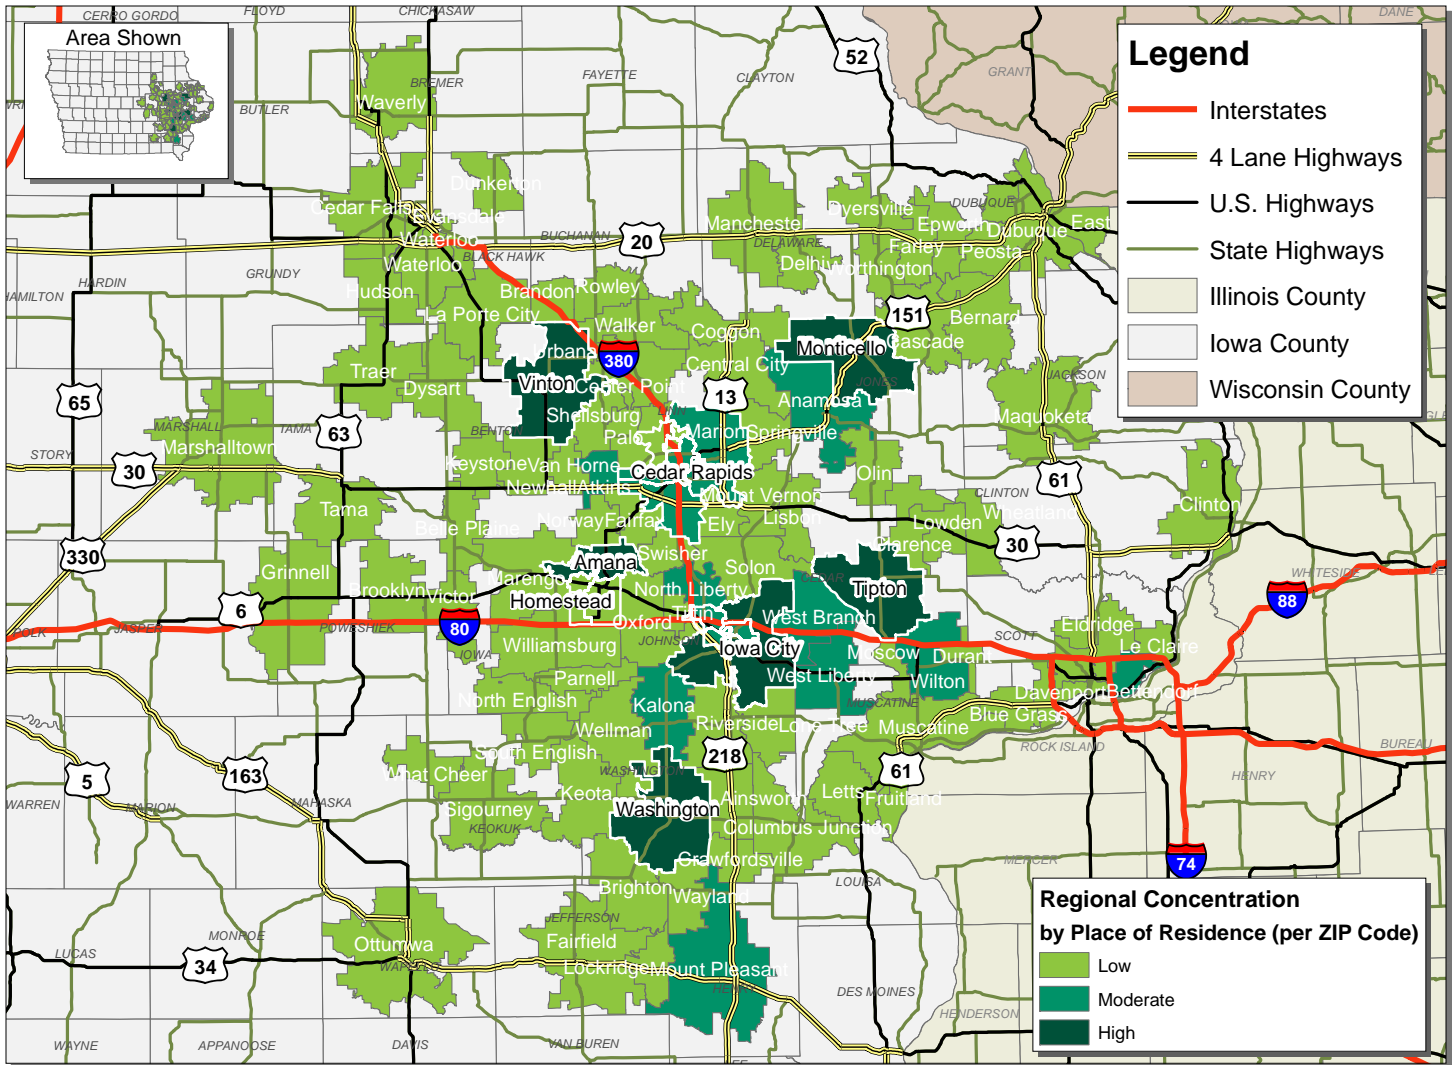 CERRO GORDO
FLOYD
CHICKASAW
DANE
Area Shown
52
Legend
BREMER
FAYETTE
CLAYTON
GRANT
Waverly
BUTLER
Interstates
4 Lane Highways
U.S. Highways
State Highways
Illinois County
Iowa County
Wisconsin County
Dunkerton
Cedar Falls
Evansdale
Waterloo
BUCHANAN
20
Manchester
Dyersville
DUBUQUE
Epworth
Dubuque
East
DELAWARE
Farley
Peosta
BLACK HAWK
Waterloo
Delhi
Worthington
GRUNDY
HARDIN
HAMILTON
Hudson
Brandon
Rowley
La Porte City
Walker
Coggon
151
Bernard
Cascade
Urbana
380
Monticello
Central City
Traer
Dysart
Vinton
Center Point
JONES
JACKSON
65
13
Anamosa
Shellsburg
LINN
Maquoketa
MARSHALL
TAMA
63
BENTON
Palo
Marion
Springville
Marshalltown
STORY
30
Keystone
Van Horne
Cedar Rapids
Olin
61
Newhall
Atkins
Mount Vernon
CLINTON
Clinton
Tama
Belle Plaine
Norway
Fairfax
Ely
Lisbon
Lowden
Wheatland
330
Clarence
30
Amana
Swisher
Grinnell
Solon
CEDAR
WHITESIDE
Marengo
Brooklyn
Victor
Homestead
North Liberty
Tipton
88
6
Tiffin
West Branch
POLK
JASPER
POWESHIEK
80
Oxford
SCOTT
Eldridge
IOWA
Williamsburg
JOHNSON
Iowa City
Moscow
Durant
Le Claire
Parnell
West Liberty
Wilton
North English
Kalona
MUSCATINE
Davenport
Bettendorf
Blue Grass
Wellman
Riverside
Lone Tree
Muscatine
ROCK ISLAND
BUREAU
South English
218
61
5
163
What Cheer
WASHINGTON
HENRY
Keota
Ainsworth
Letts
Fruitland
WARREN
MARION
MAHASKA
Sigourney
Washington
KEOKUK
Columbus Junction
Crawfordsville
MERCER
74
Brighton
Wayland
LOUISA
Regional Concentration
by Place of Residence (per ZIP Code)
Low
Moderate
High
JEFFERSON
MONROE
Ottumwa
Fairfield
LUCAS
34
WAPELLO
Lockridge
Mount Pleasant
HENRY
DES MOINES
HENDERSON
WAYNE
APPANOOSE
DAVIS
VAN BUREN